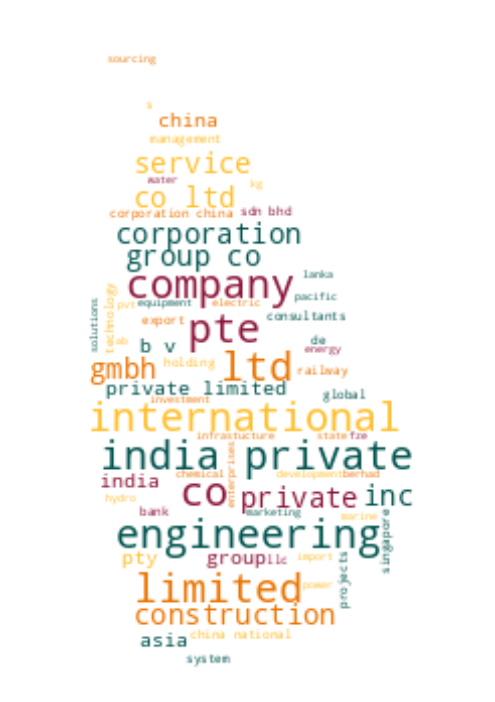 sourcing
s
china
management
service
water
kg
co ltd
corporation china
sdn bhd
corporation
group co
lanka
company
pacific
solutions
technology
pvt
equipment
electric
consultants
export
pte
ab
b v
de
energy
holding
gmbh
ltd
railway
private limited
global
investment
international
infrastucture
state
fze
india private
chemical
enterprises
development
berhad
india
co
private
inc
hydro
bank
marketing
marine
singapore
engineering
pty
group
llc
import
projects
limited
power
construction
asia
china national
system